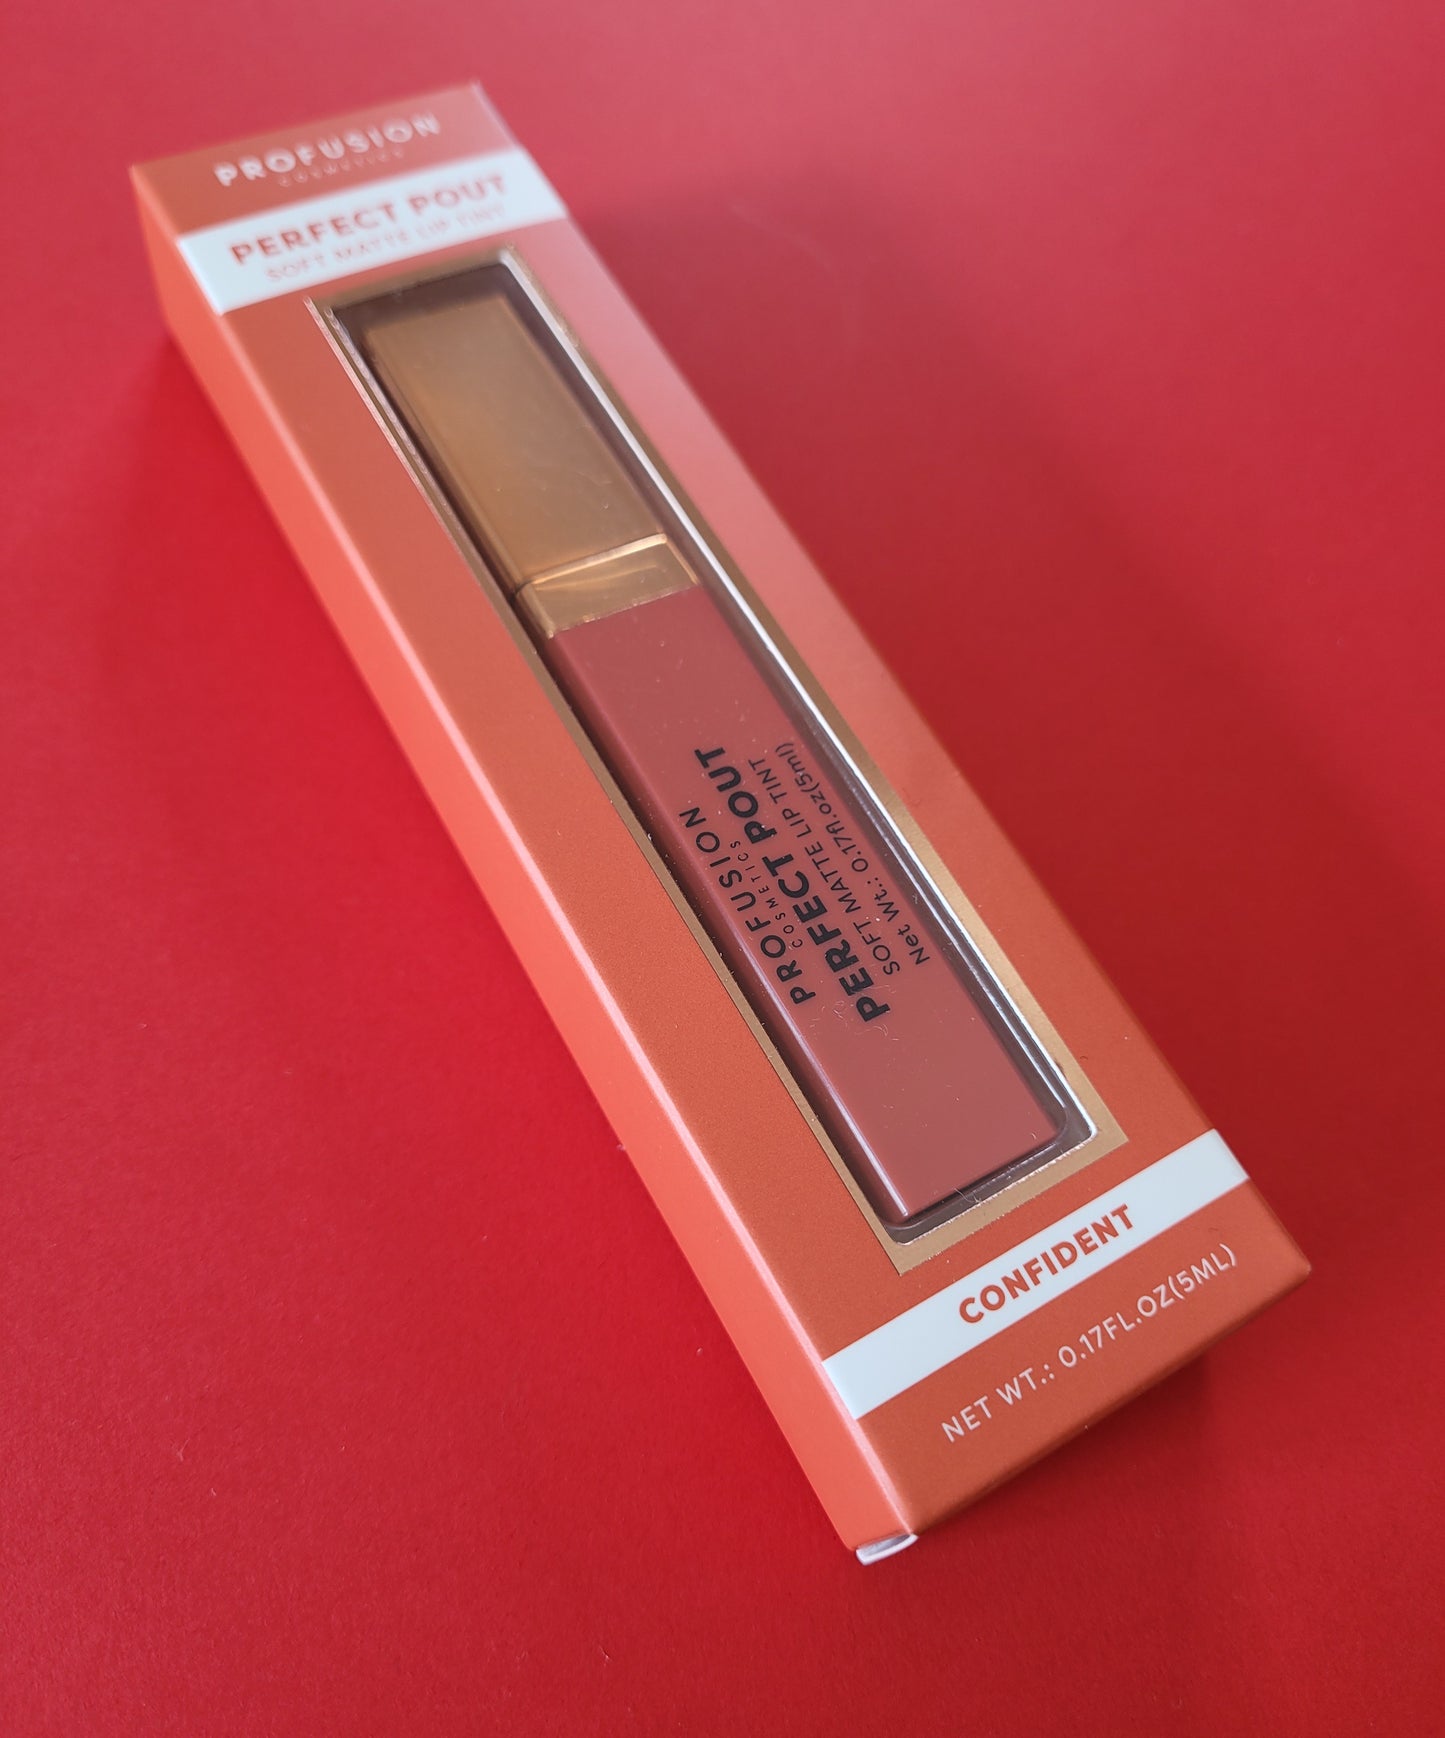 PROFUSION
COSMETICS
PERFECT POUT
SOFT MATTE LIP TINT
PROFUSION
COSMETICS
PERFECT POUT
SOFT MATTE LIP TINT
Net Wt.: 0.17fl.oz(5ml)
CONFIDENT
NET WT.: 0.17FL.OZ(5ML)